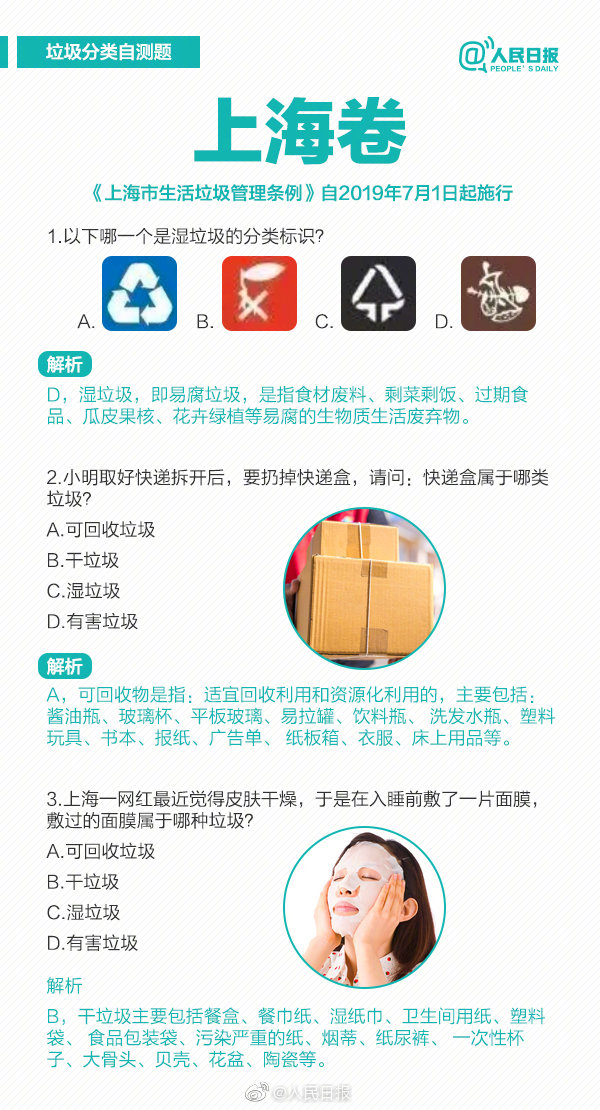 垃圾分类自测题
@人民日报
PEOPLE'S DAILY
上海卷
《上海市生活垃圾管理条例》自2019年7月1日起施行
1.以下哪一个是湿垃圾的分类标识?
A. B. C. D.
解析
D，湿垃圾，即易腐垃圾，是指食材废料、剩菜剩饭、过期食
品、瓜皮果核、花卉绿植等易腐的生物质生活废弃物。
2.小明取好快递拆开后，要扔掉快递盒，请问：快递盒属于哪类
垃圾?
A.可回收垃圾
B.干垃圾
C.湿垃圾
D.有害垃圾
解析
A，可回收物是指：适宜回收利用和资源化利用的，主要包括：
酱油瓶、玻璃杯、平板玻璃、易拉罐、饮料瓶、 洗发水瓶、塑料
玩具、书本、报纸、广告单、 纸板箱、衣服、床上用品等。
3.上海一网红最近觉得皮肤干燥，于是在入睡前敷了一片面膜，
敷过的面膜属于哪种垃圾?
A.可回收垃圾
B.干垃圾
C.湿垃圾
D.有害垃圾
解析
B，干垃圾主要包括餐盒、餐巾纸、湿纸巾、卫生间用纸、塑料
袋、 食品包装袋、污染严重的纸、烟蒂、纸尿裤、 一次性杯
子、大骨头、贝壳、花盆、陶瓷等。
@人民日报